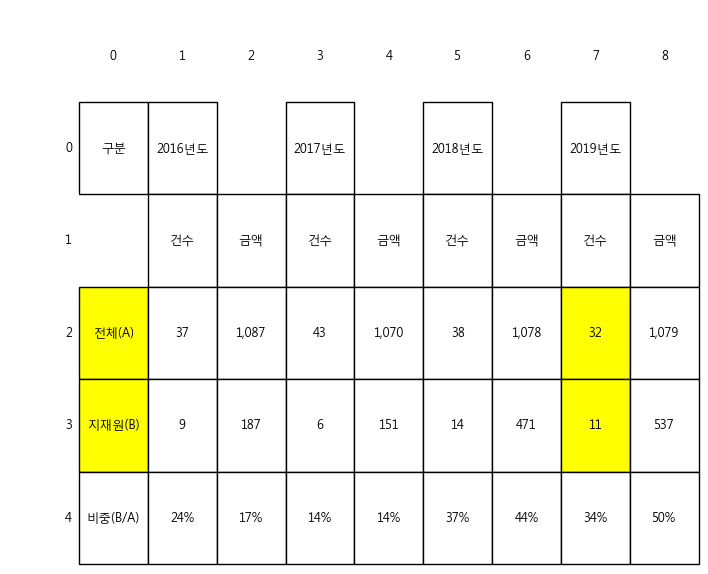 0 1 2 3 4 5 6 7 8
0 구분 2016년도 2017년도 2018년도 2019년도
1 건수 금액 건수 금액 건수 금액 건수 금액
2 전체(A) 37 1,087 43 1,070 38 1,078 32 1,079
3 지재원(B) 9 187 6 151 14 471 11 537
4 비중(B/A) 24% 17% 14% 14% 37% 44% 34% 50%